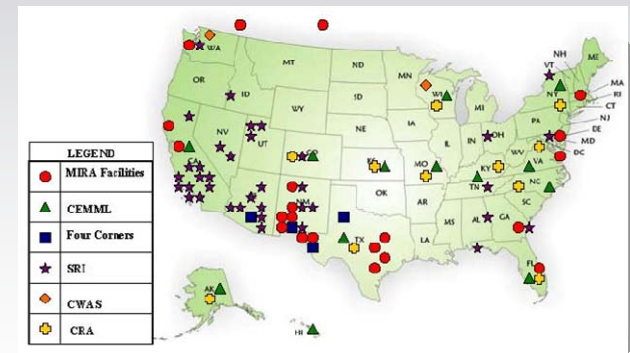 NH
VT
ME
WA
MT
ND
MN
MA
RI
CT
NJ
DE
MD
DC
OR
ID
SD
WI
MI
NY
WY
IA
PA
NE
NV
UT
CO
IL
IN
OH
WV
VA
CA
KS
MO
KY
NC
TN
NM
OK
AR
SC
MS
AL
GA
TX
LA
FL
AK
HI
LEGEND
MIRA Facilities
CEMML
Four Corners
SRI
CWAS
CRA